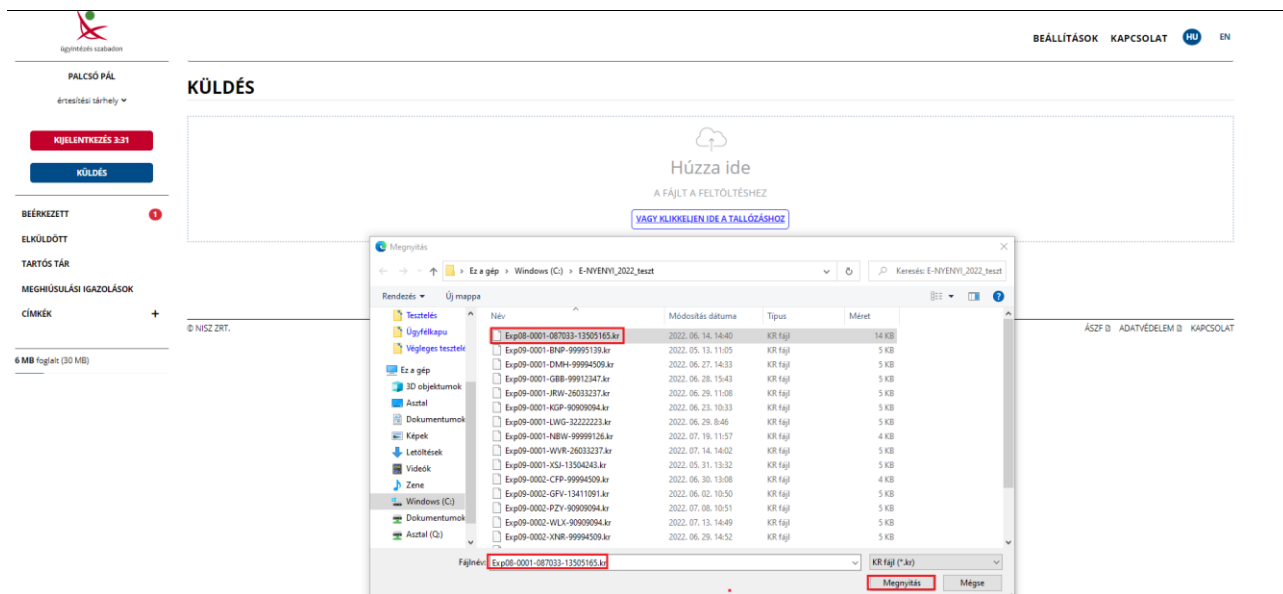 ügyintézés szabadon
BEÁLLÍTÁSOK KAPCSOLAT HU EN
PALCSÓ PÁL
értesítési tárhely
KIJELENTKEZÉS 3:31
KÜLDÉS
BEÉRKEZETT 1
ELKÜLDÖTT
TARTÓS TÁR
MEGHIÚSULÁSI IGAZOLÁSOK
CÍMKÉK +
6 MB foglalt (30 MB)
KÜLDÉS
Húzza ide
A FÁJLT A FELTÖLTÉSHEZ
VAGY KLIKKELJEN IDE A TALLÓZÁSHOZ
© NISZ ZRT.
ÁSZF ADATVÉDELEM KAPCSOLAT
Megnyitás
Ez a gép > Windows (C:) > E-NYENYI_2022_teszt
Keresés: E-NYENYI_2022_teszt
Rendezés Új mappa
Tesztelés
Ügyfélkapu
Végleges tesztelé
Ez a gép
3D objektumok
Asztal
Dokumentumok
Képek
Letöltések
Videók
Zene
Windows (C:)
Dokumentumok
Asztal (Q:)
Név Módosítás dátuma Típus Méret
Exp08-0001-087033-13505165.kr 2022. 06. 14. 14:40 KR fájl 14 KB
Exp09-0001-BNP-99995139.kr 2022. 05. 13. 11:05 KR fájl 5 KB
Exp09-0001-DMH-99994509.kr 2022. 06. 27. 14:33 KR fájl 5 KB
Exp09-0001-GBB-99912347.kr 2022. 06. 28. 15:43 KR fájl 5 KB
Exp09-0001-JRW-26033237.kr 2022. 06. 29. 11:08 KR fájl 5 KB
Exp09-0001-KGP-90909094.kr 2022. 06. 23. 10:33 KR fájl 5 KB
Exp09-0001-LWG-32222223.kr 2022. 06. 29. 8:46 KR fájl 5 KB
Exp09-0001-NBW-99999126.kr 2022. 07. 19. 11:57 KR fájl 4 KB
Exp09-0001-WVR-26033237.kr 2022. 07. 14. 14:02 KR fájl 5 KB
Exp09-0001-XSJ-13504243.kr 2022. 05. 31. 13:32 KR fájl 5 KB
Exp09-0002-CFP-99994509.kr 2022. 06. 30. 13:08 KR fájl 4 KB
Exp09-0002-GFV-13411091.kr 2022. 06. 02. 10:50 KR fájl 5 KB
Exp09-0002-PZY-90909094.kr 2022. 07. 08. 10:51 KR fájl 5 KB
Exp09-0002-WLX-90909094.kr 2022. 07. 13. 14:49 KR fájl 5 KB
Exp09-0002-XNR-99994509.kr 2022. 06. 29. 14:52 KR fájl 5 KB
Fájlnév: Exp08-0001-087033-13505165.kr KR fájl (*.kr)
Megnyitás Mégse